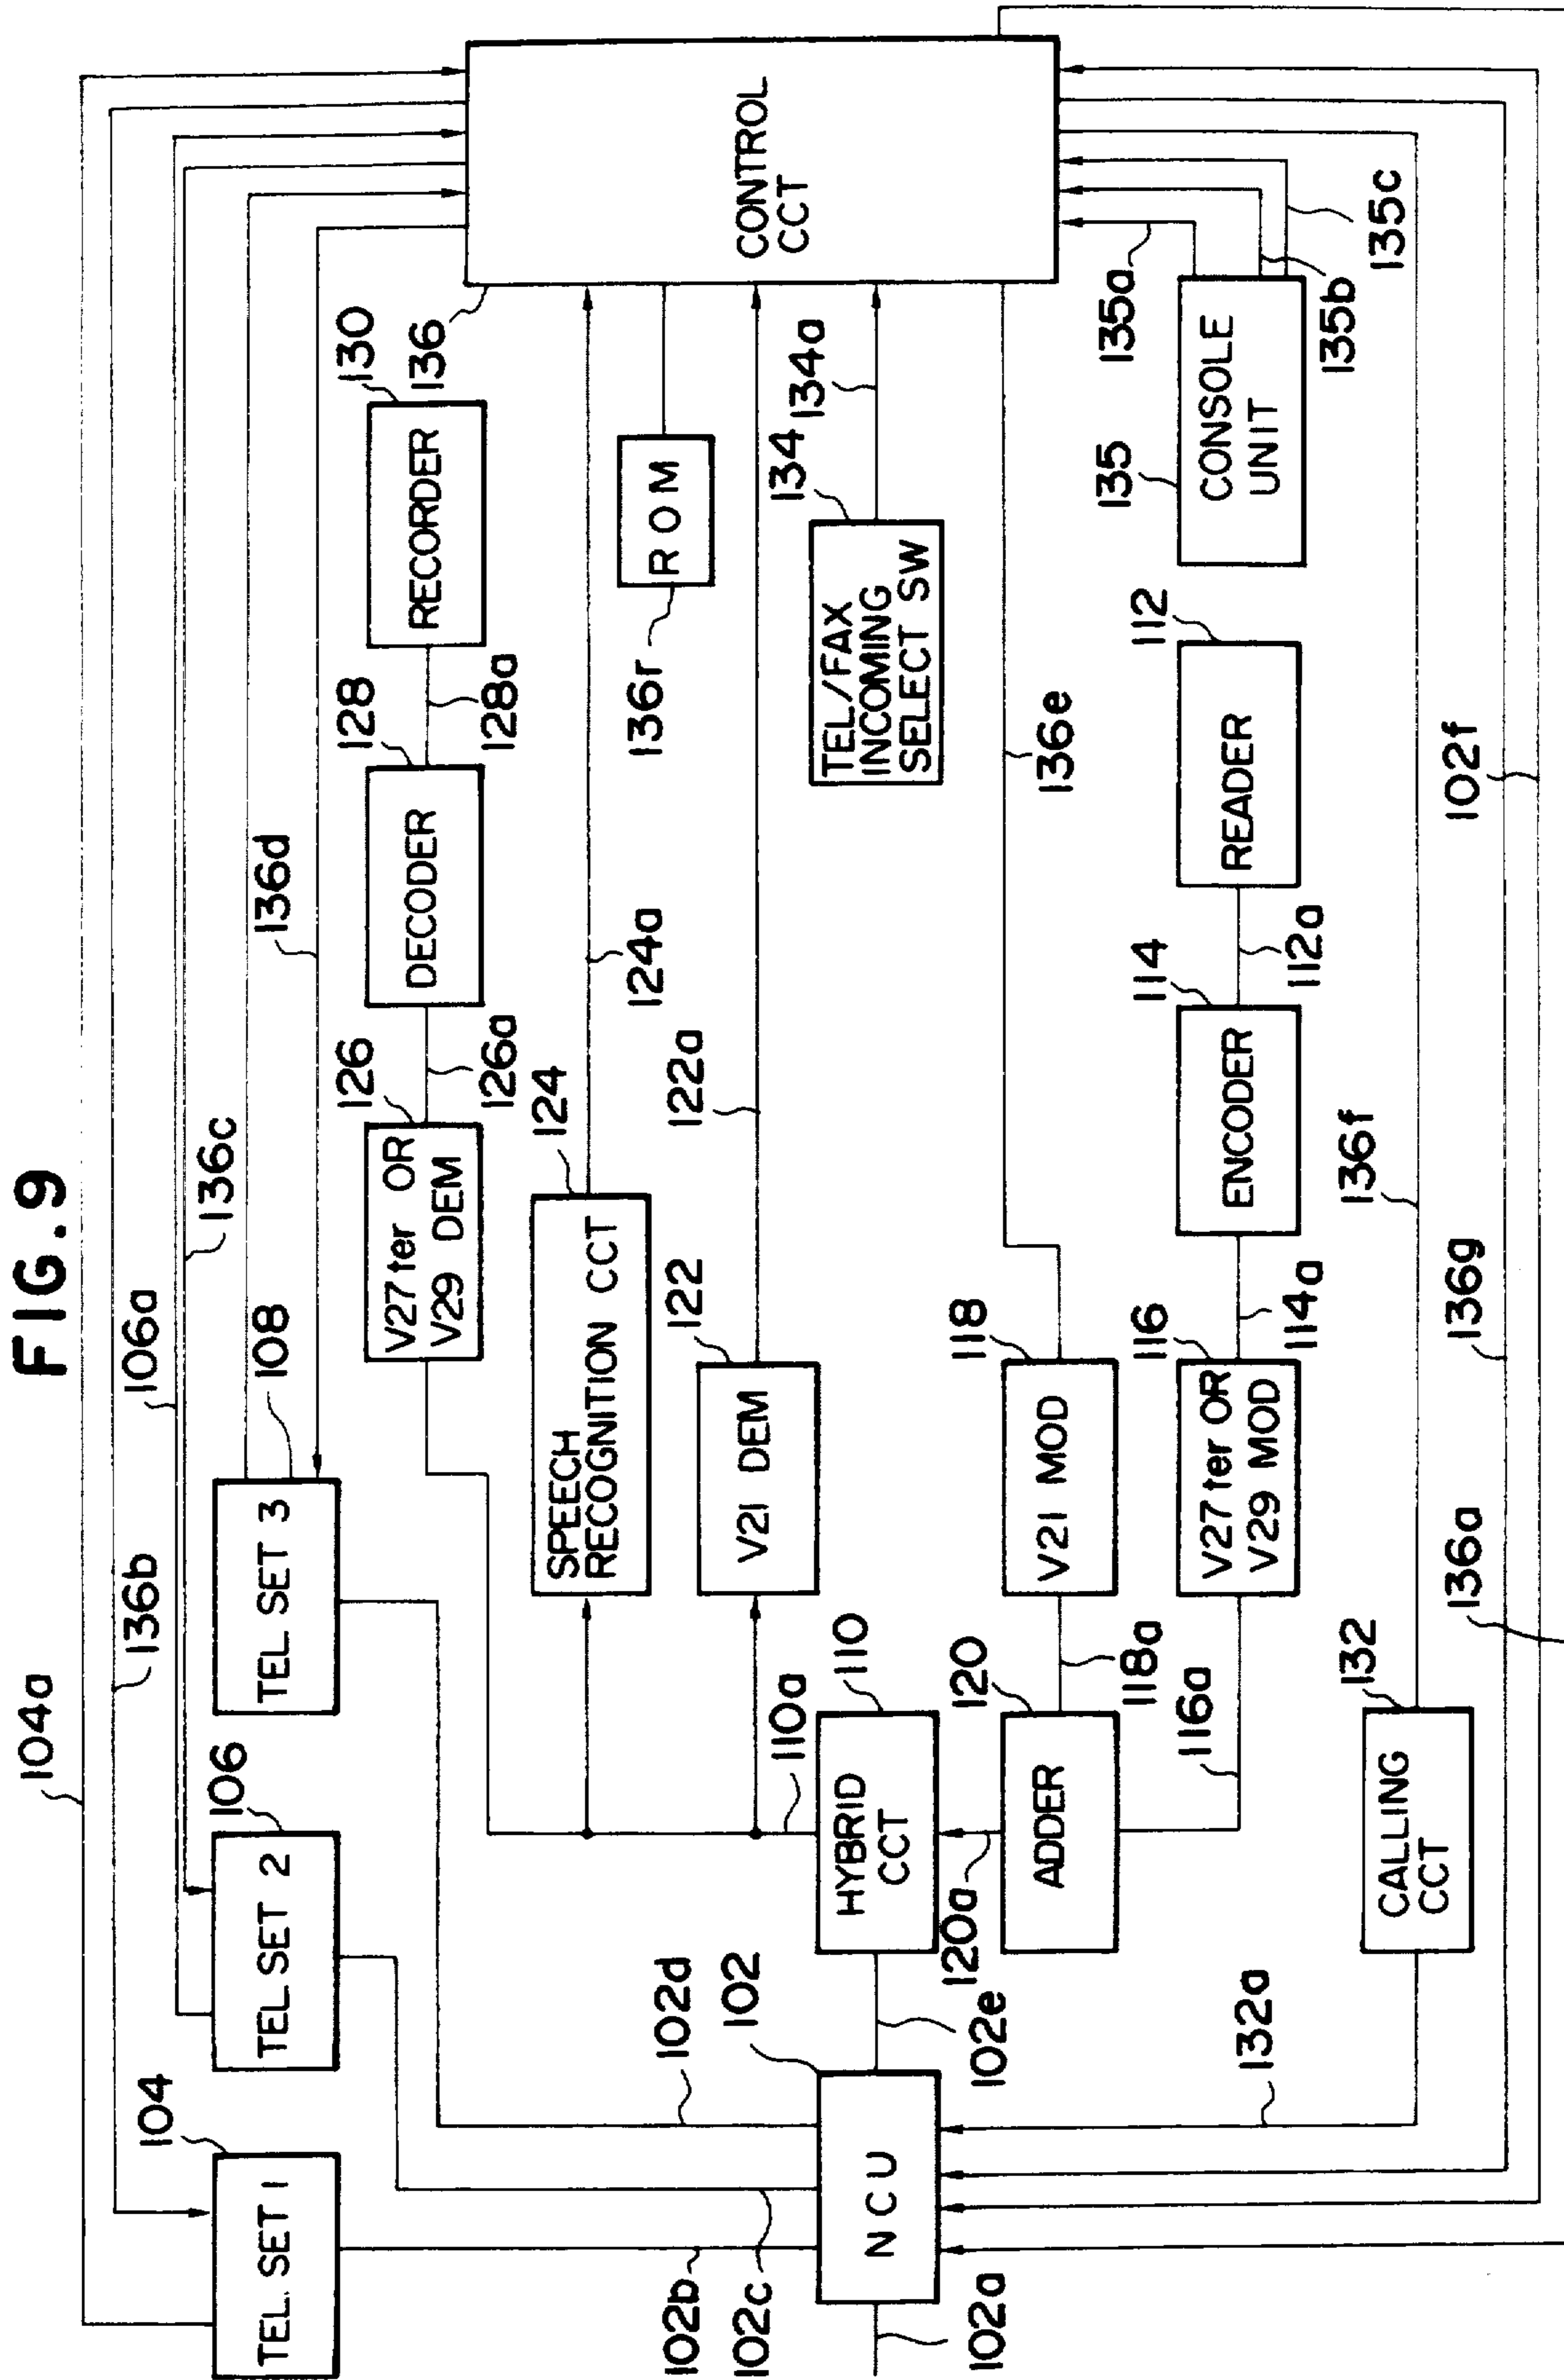 FIG.9
104a
136b
106a
136c
136d
104
TEL. SET 1
106
TEL. SET 2
108
TEL SET 3
126
V27ter OR
V29 DEM
126a
128
DECODER
128a
130
RECORDER
136
CONTROL
CCT
124
SPEECH
RECOGNITION CCT
124a
136r
ROM
122
V21 DEM
122a
134
TEL/FAX
INCOMING
SELECT SW
134a
102b
102c
102d
102
NCU
102a
102e
110a
110
HYBRID
CCT
120a
120
ADDER
118a
118
V21 MOD
136e
116a
116
V27ter OR
V29 MOD
114a
114
ENCODER
112a
112
READER
135
CONSOLE
UNIT
135a
135b
135c
132a
132
CALLING
CCT
136a
136g
136f
102f